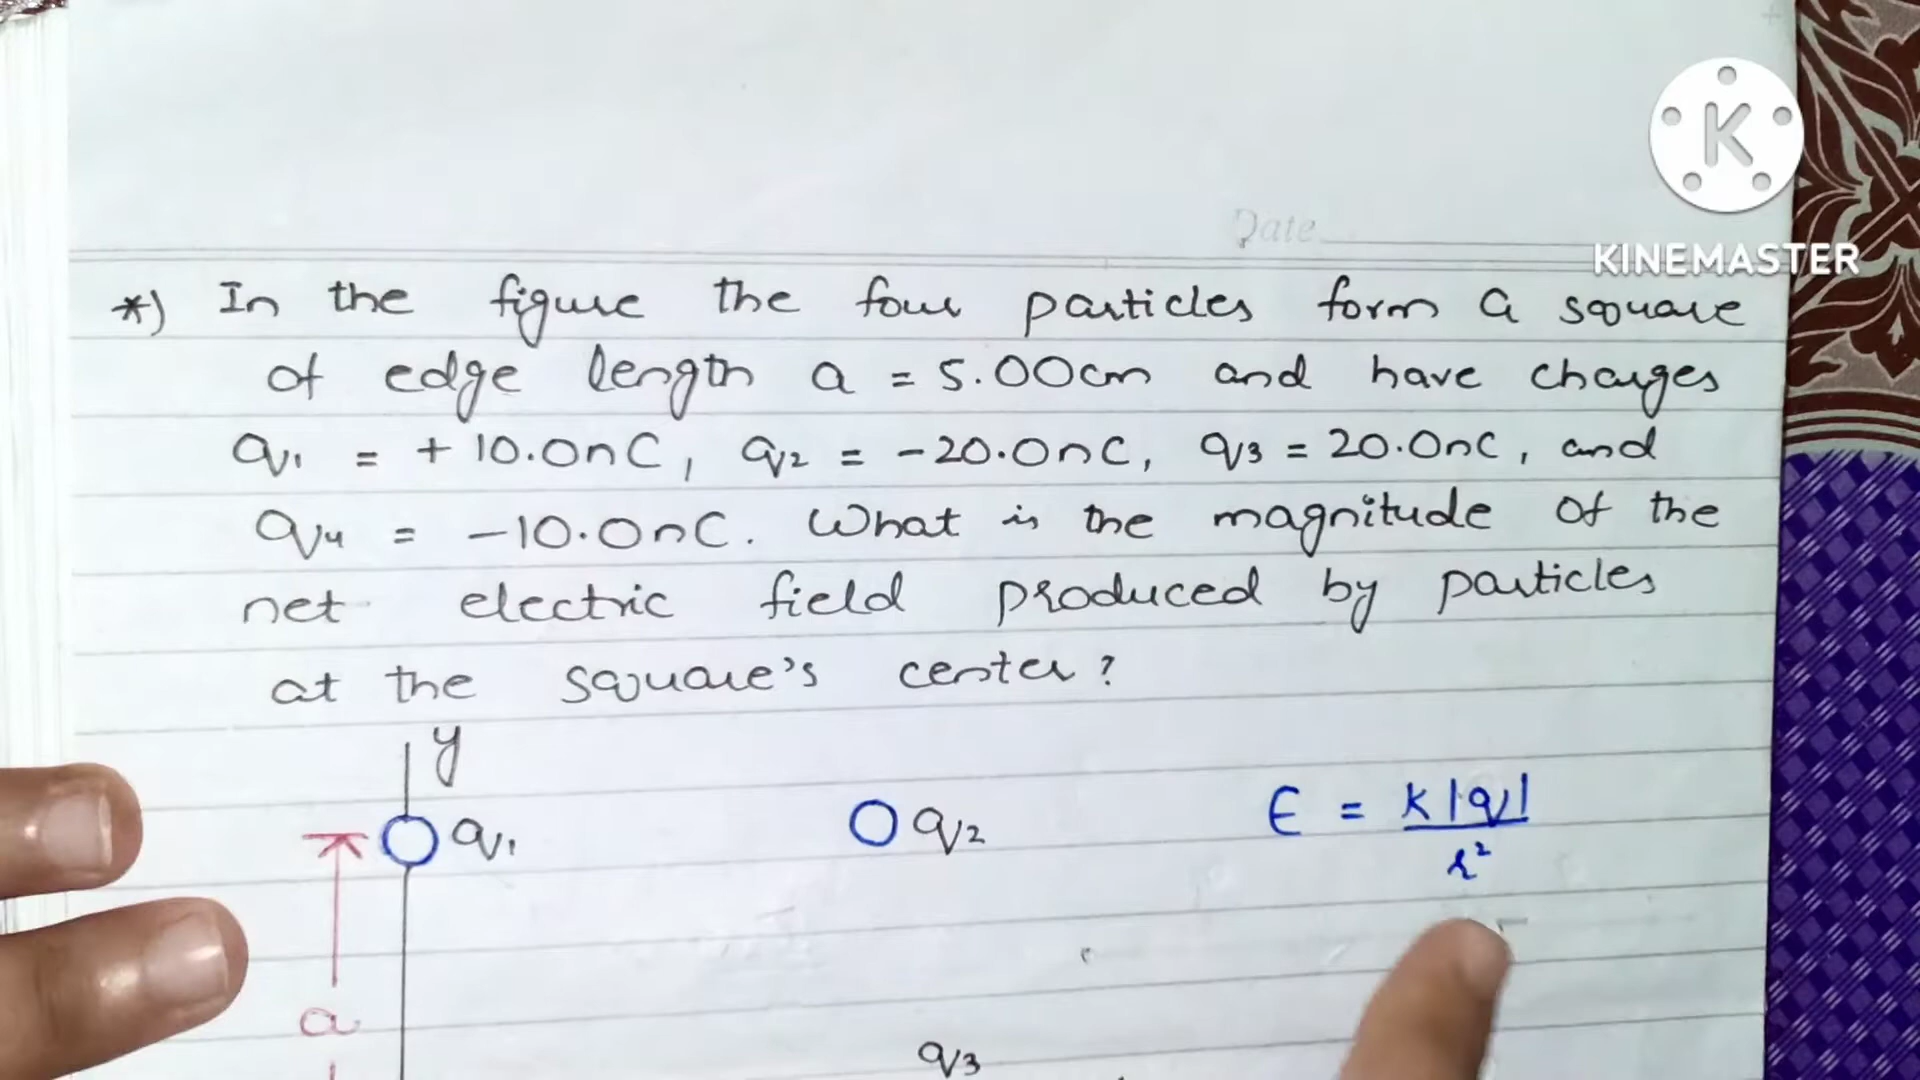 K
KINEMASTER
Date
*) In the figure the four particles form a square
of edge length a = 5.00cm and have charges
q1 = +10.0nC, q2 = -20.0nC, q3 = 20.0nC, and
q4 = -10.0nC. What is the magnitude of the
net electric field produced by particles
at the square's center?
y
q1
q2
E = k|q|
r²
a
q3